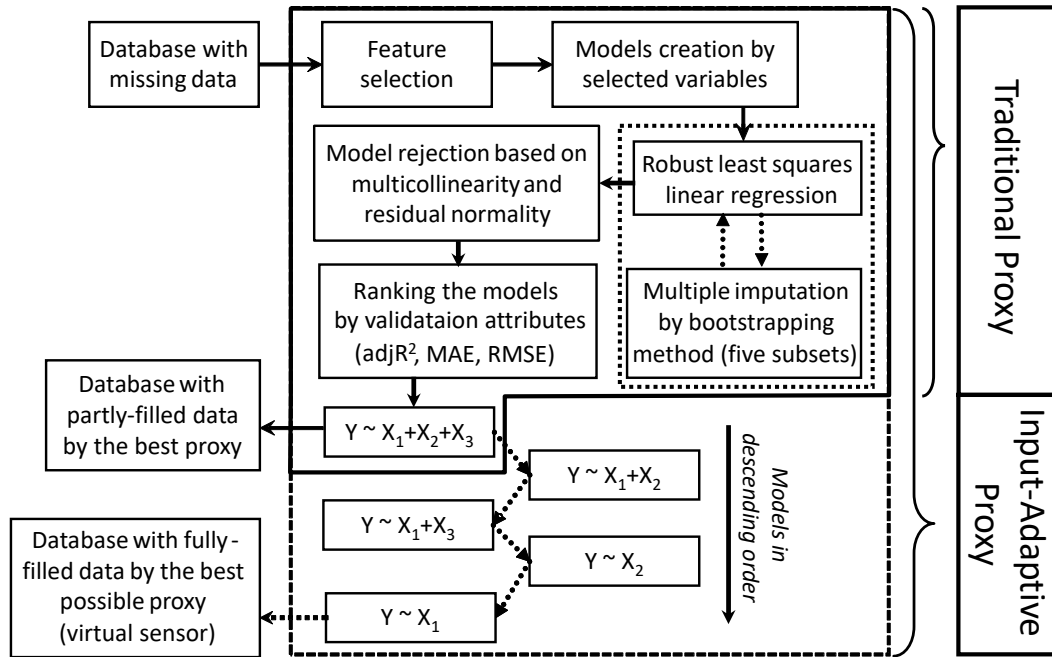 Database with
missing data
Feature
selection
Models creation by
selected variables
Model rejection based on
multicollinearity and
residual normality
Robust least squares
linear regression
Ranking the models
by validataion attributes
(adjR², MAE, RMSE)
Multiple imputation
by bootstrapping
method (five subsets)
Database with
partly-filled data
by the best proxy
Y ~ X₁+X₂+X₃
Y ~ X₁+X₂
Y ~ X₁+X₃
Y ~ X₂
Y ~ X₁
Database with fully-
filled data by the best
possible proxy
(virtual sensor)
Models in
descending order
Traditional Proxy
Input-Adaptive
Proxy